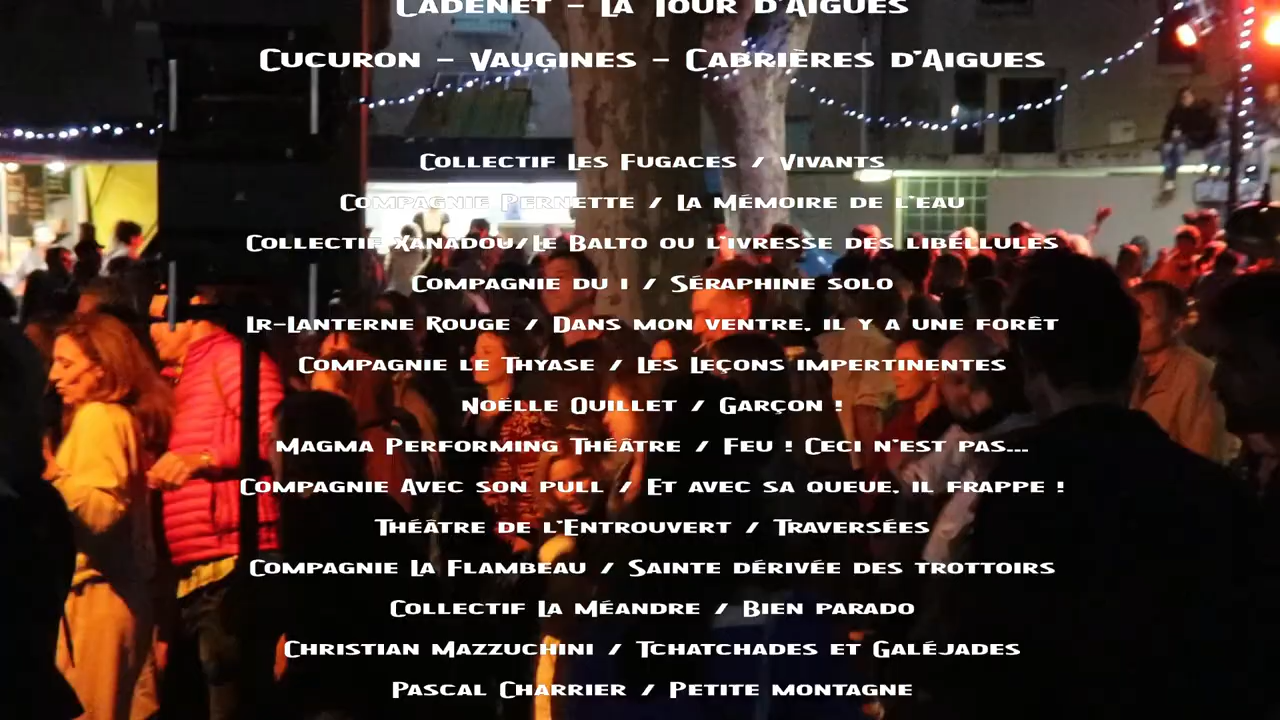 Cadenet – La Tour d'Aigues
Cucuron – Vaugines – Cabrières d'Aigues
Collectif Les Fugaces / Vivants
Compagnie Pernette / La Mémoire de l'eau
Collectif Xanadou/Le Balto ou l'ivresse des libellules
Compagnie du i / Séraphine solo
Lr-Lanterne Rouge / Dans mon ventre, il y a une forêt
Compagnie le Thyase / Les Leçons impertinentes
Noëlle Quillet / Garçon !
Magma Performing Théâtre / Feu ! Ceci n'est pas...
Compagnie Avec son pull / Et avec sa queue, il frappe !
Théâtre de l'Entrouvert / Traversées
Compagnie La Flambeau / Sainte dérivée des trottoirs
Collectif La Méandre / Bien parado
Christian Mazzuchini / Tchatchades et Galéjades
Pascal Charrier / Petite montagne